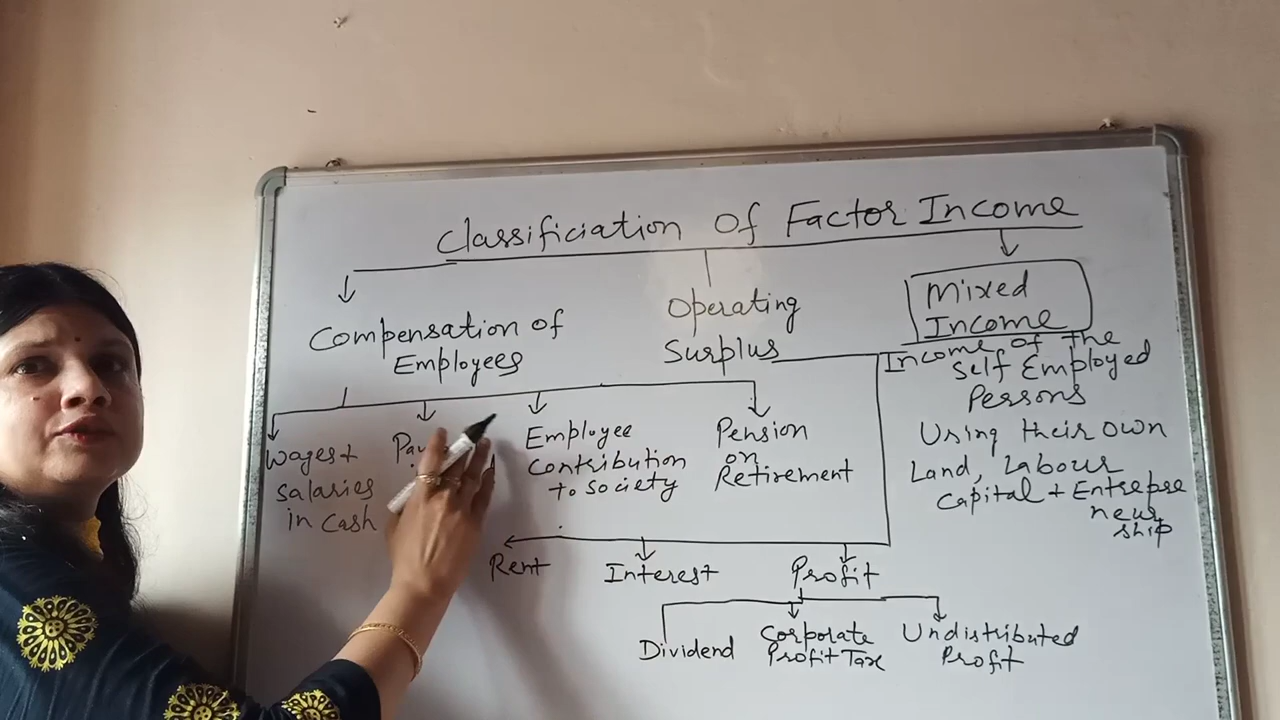 Classificiation Of Factor Income
Compensation of
Employees
Wages +
Salaries
in Cash
Employee
Contribution
to Society
Pension
on
Retirement
Operating
Surplus
Rent
Interest
Profit
Dividend
Corporate
Profit Tax
Undistributed
Profit
Mixed
Income
Income of the
Self Employed
Persons
Using their own
Land, Labour
Capital + Entrepre
neur
ship